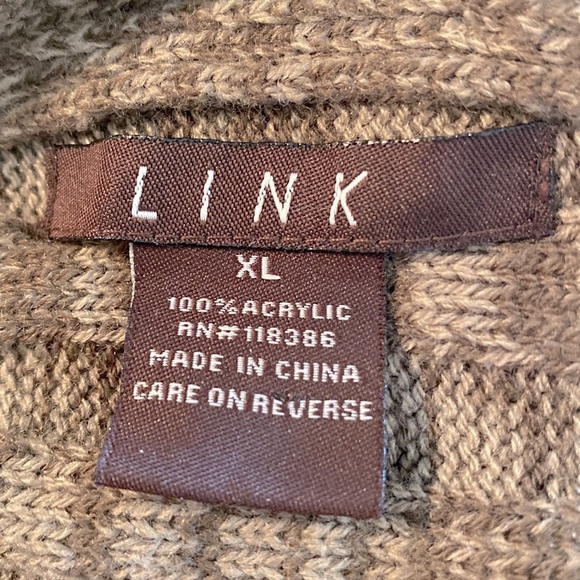 LINK
XL
100% ACRYLIC
RN#118386
MADE IN CHINA
CARE ON REVERSE